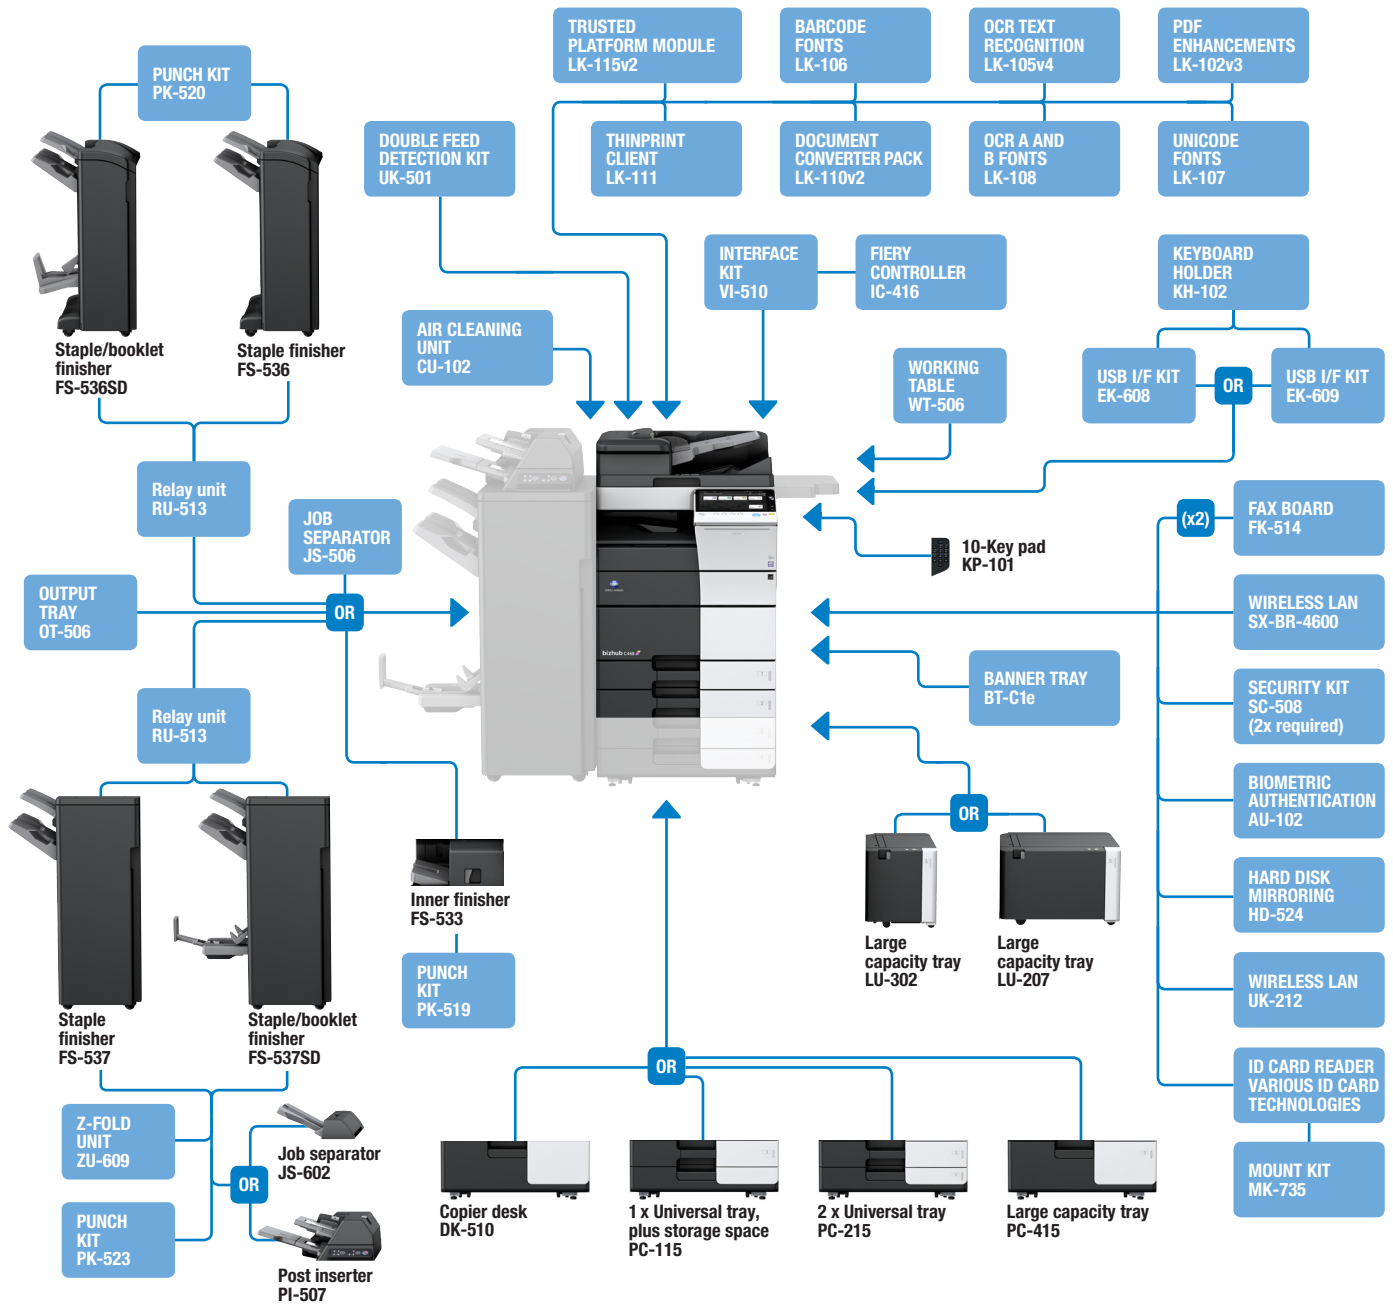 TRUSTED
PLATFORM MODULE
LK-115v2
BARCODE
FONTS
LK-106
OCR TEXT
RECOGNITION
LK-105v4
PDF
ENHANCEMENTS
LK-102v3
PUNCH KIT
PK-520
DOUBLE FEED
DETECTION KIT
UK-501
THINPRINT
CLIENT
LK-111
DOCUMENT
CONVERTER PACK
LK-110v2
OCR A AND
B FONTS
LK-108
UNICODE
FONTS
LK-107
INTERFACE
KIT
VI-510
FIERY
CONTROLLER
IC-416
KEYBOARD
HOLDER
KH-102
AIR CLEANING
UNIT
CU-102
Staple/booklet
finisher
FS-536SD
Staple finisher
FS-536
WORKING
TABLE
WT-506
USB I/F KIT
EK-608
OR
USB I/F KIT
EK-609
Relay unit
RU-513
JOB
SEPARATOR
JS-506
(x2)
FAX BOARD
FK-514
10-Key pad
KP-101
OUTPUT
TRAY
OT-506
OR
WIRELESS LAN
SX-BR-4600
bizhub C458
BANNER TRAY
BT-C1e
SECURITY KIT
SC-508
(2x required)
Relay unit
RU-513
OR
BIOMETRIC
AUTHENTICATION
AU-102
Inner finisher
FS-533
HARD DISK
MIRRORING
HD-524
Large
capacity tray
LU-302
Large
capacity tray
LU-207
PUNCH
KIT
PK-519
WIRELESS LAN
UK-212
Staple
finisher
FS-537
Staple/booklet
finisher
FS-537SD
OR
ID CARD READER
VARIOUS ID CARD
TECHNOLOGIES
Z-FOLD
UNIT
ZU-609
Job separator
JS-602
OR
MOUNT KIT
MK-735
PUNCH
KIT
PK-523
Copier desk
DK-510
1 x Universal tray,
plus storage space
PC-115
2 x Universal tray
PC-215
Large capacity tray
PC-415
Post inserter
PI-507